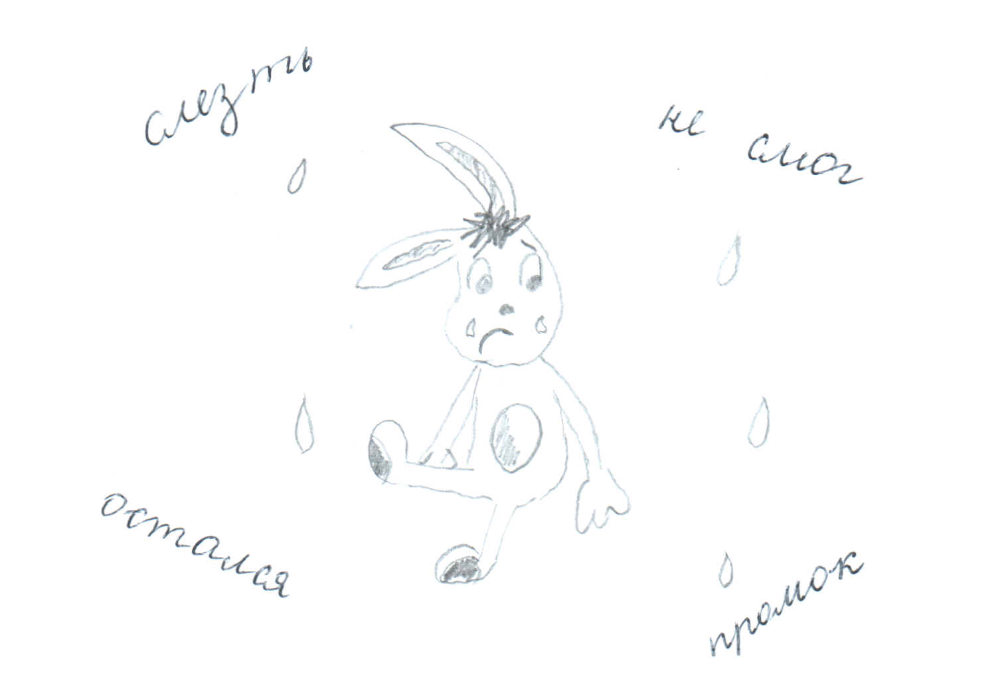 слезть
не смог
остался
промок